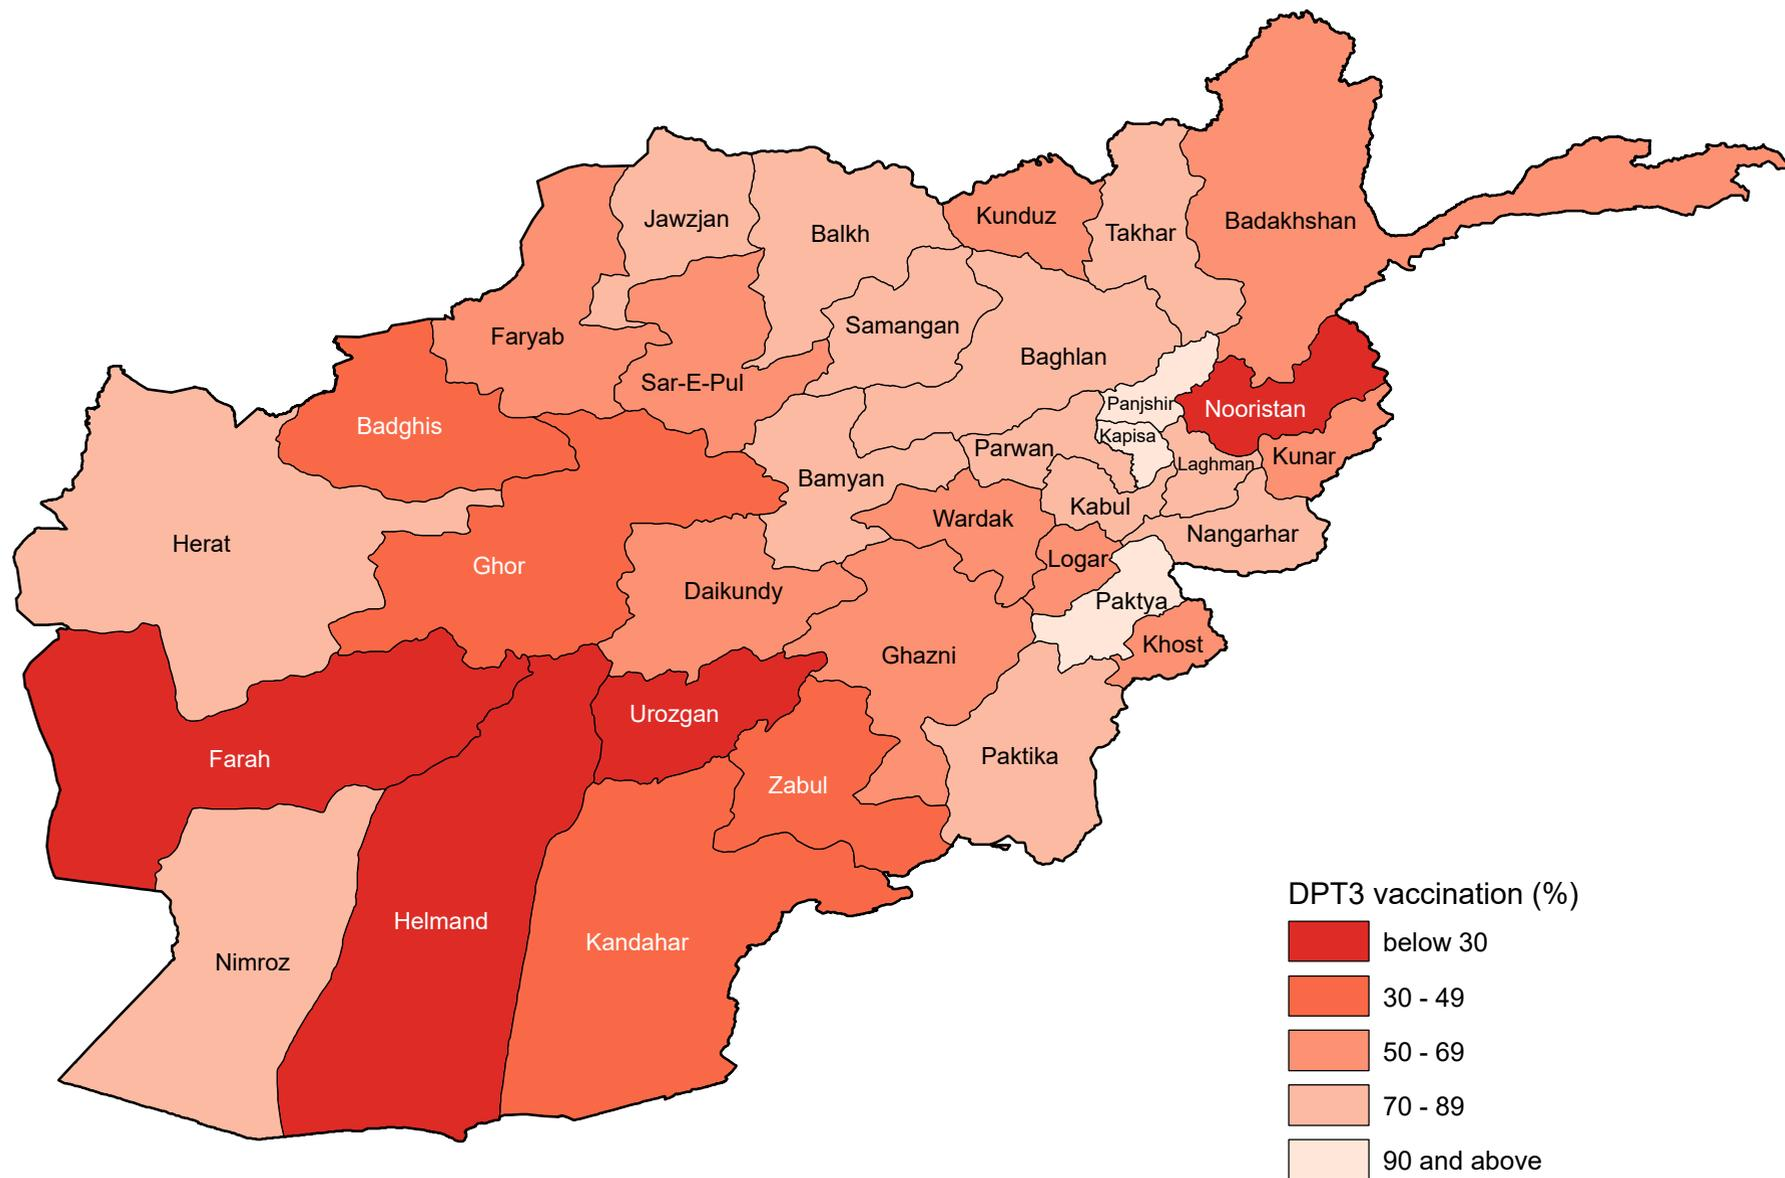 Jawzjan
Balkh
Kunduz
Takhar
Badakhshan
Faryab
Samangan
Baghlan
Sar-E-Pul
Badghis
Panjshir
Nooristan
Kapisa
Parwan
Laghman
Kunar
Bamyan
Kabul
Wardak
Nangarhar
Herat
Ghor
Logar
Daikundy
Paktya
Khost
Ghazni
Urozgan
Farah
Paktika
Zabul
Helmand
Kandahar
Nimroz
DPT3 vaccination (%)
below 30
30 - 49
50 - 69
70 - 89
90 and above